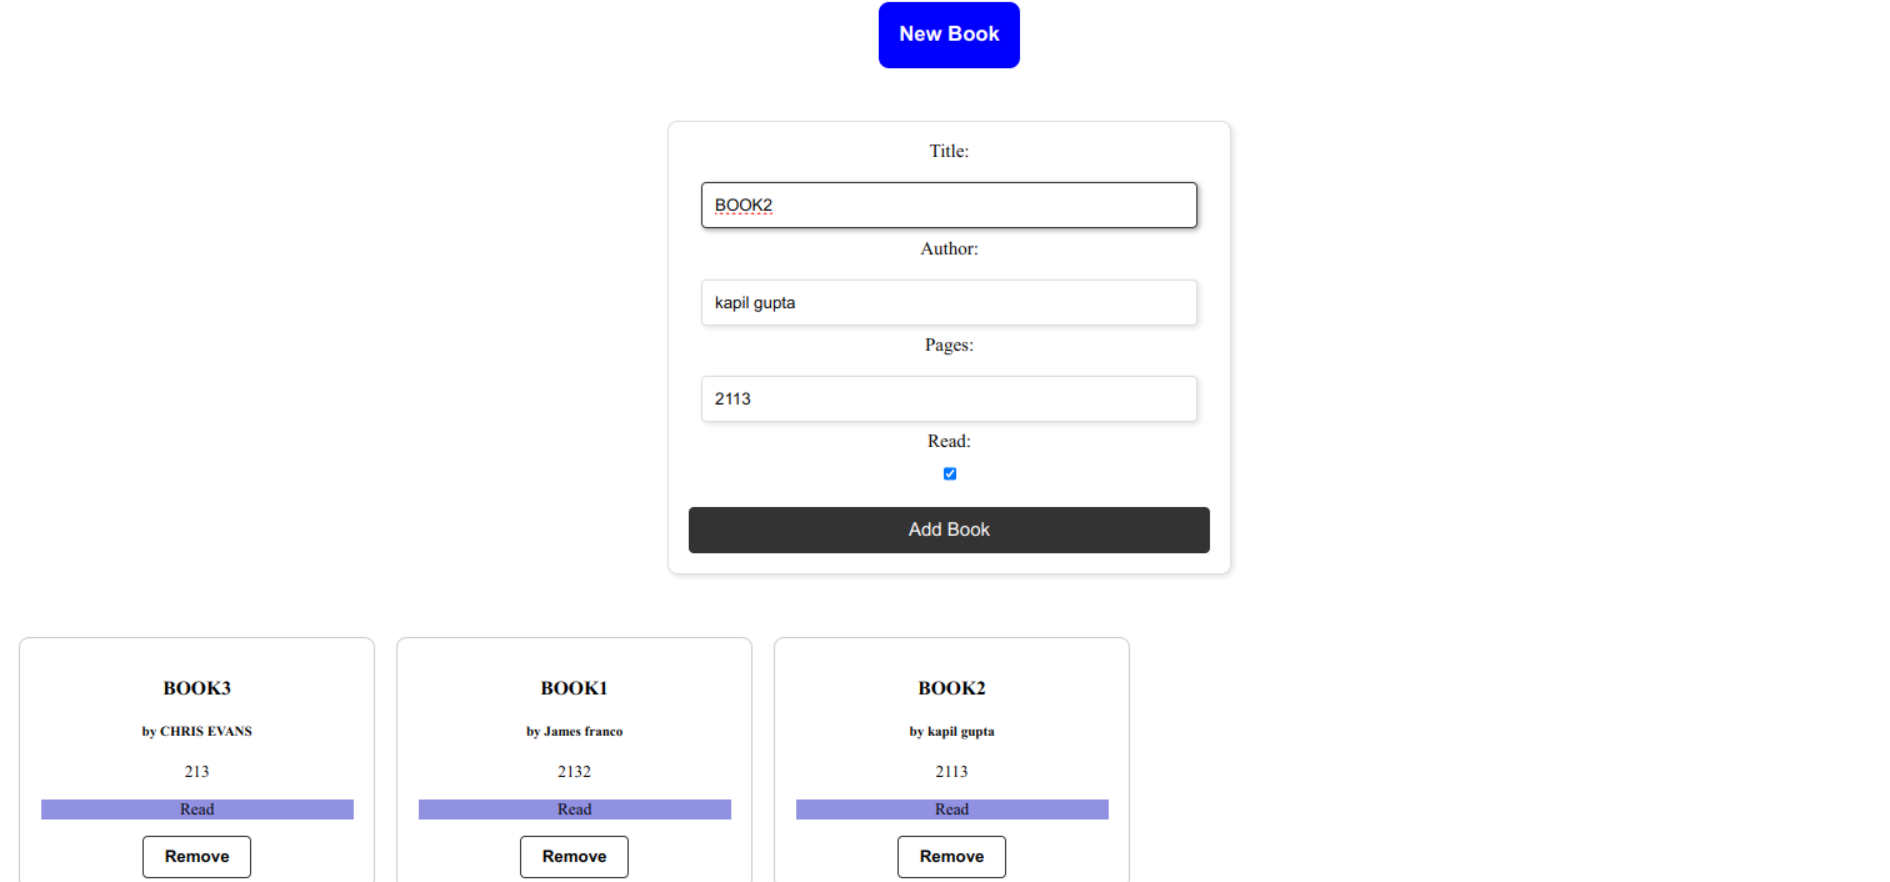 New Book
Title:
BOOK2
Author:
kapil gupta
Pages:
2113
Read:
Add Book
BOOK3
by CHRIS EVANS
213
Read
Remove
BOOK1
by James franco
2132
Read
Remove
BOOK2
by kapil gupta
2113
Read
Remove